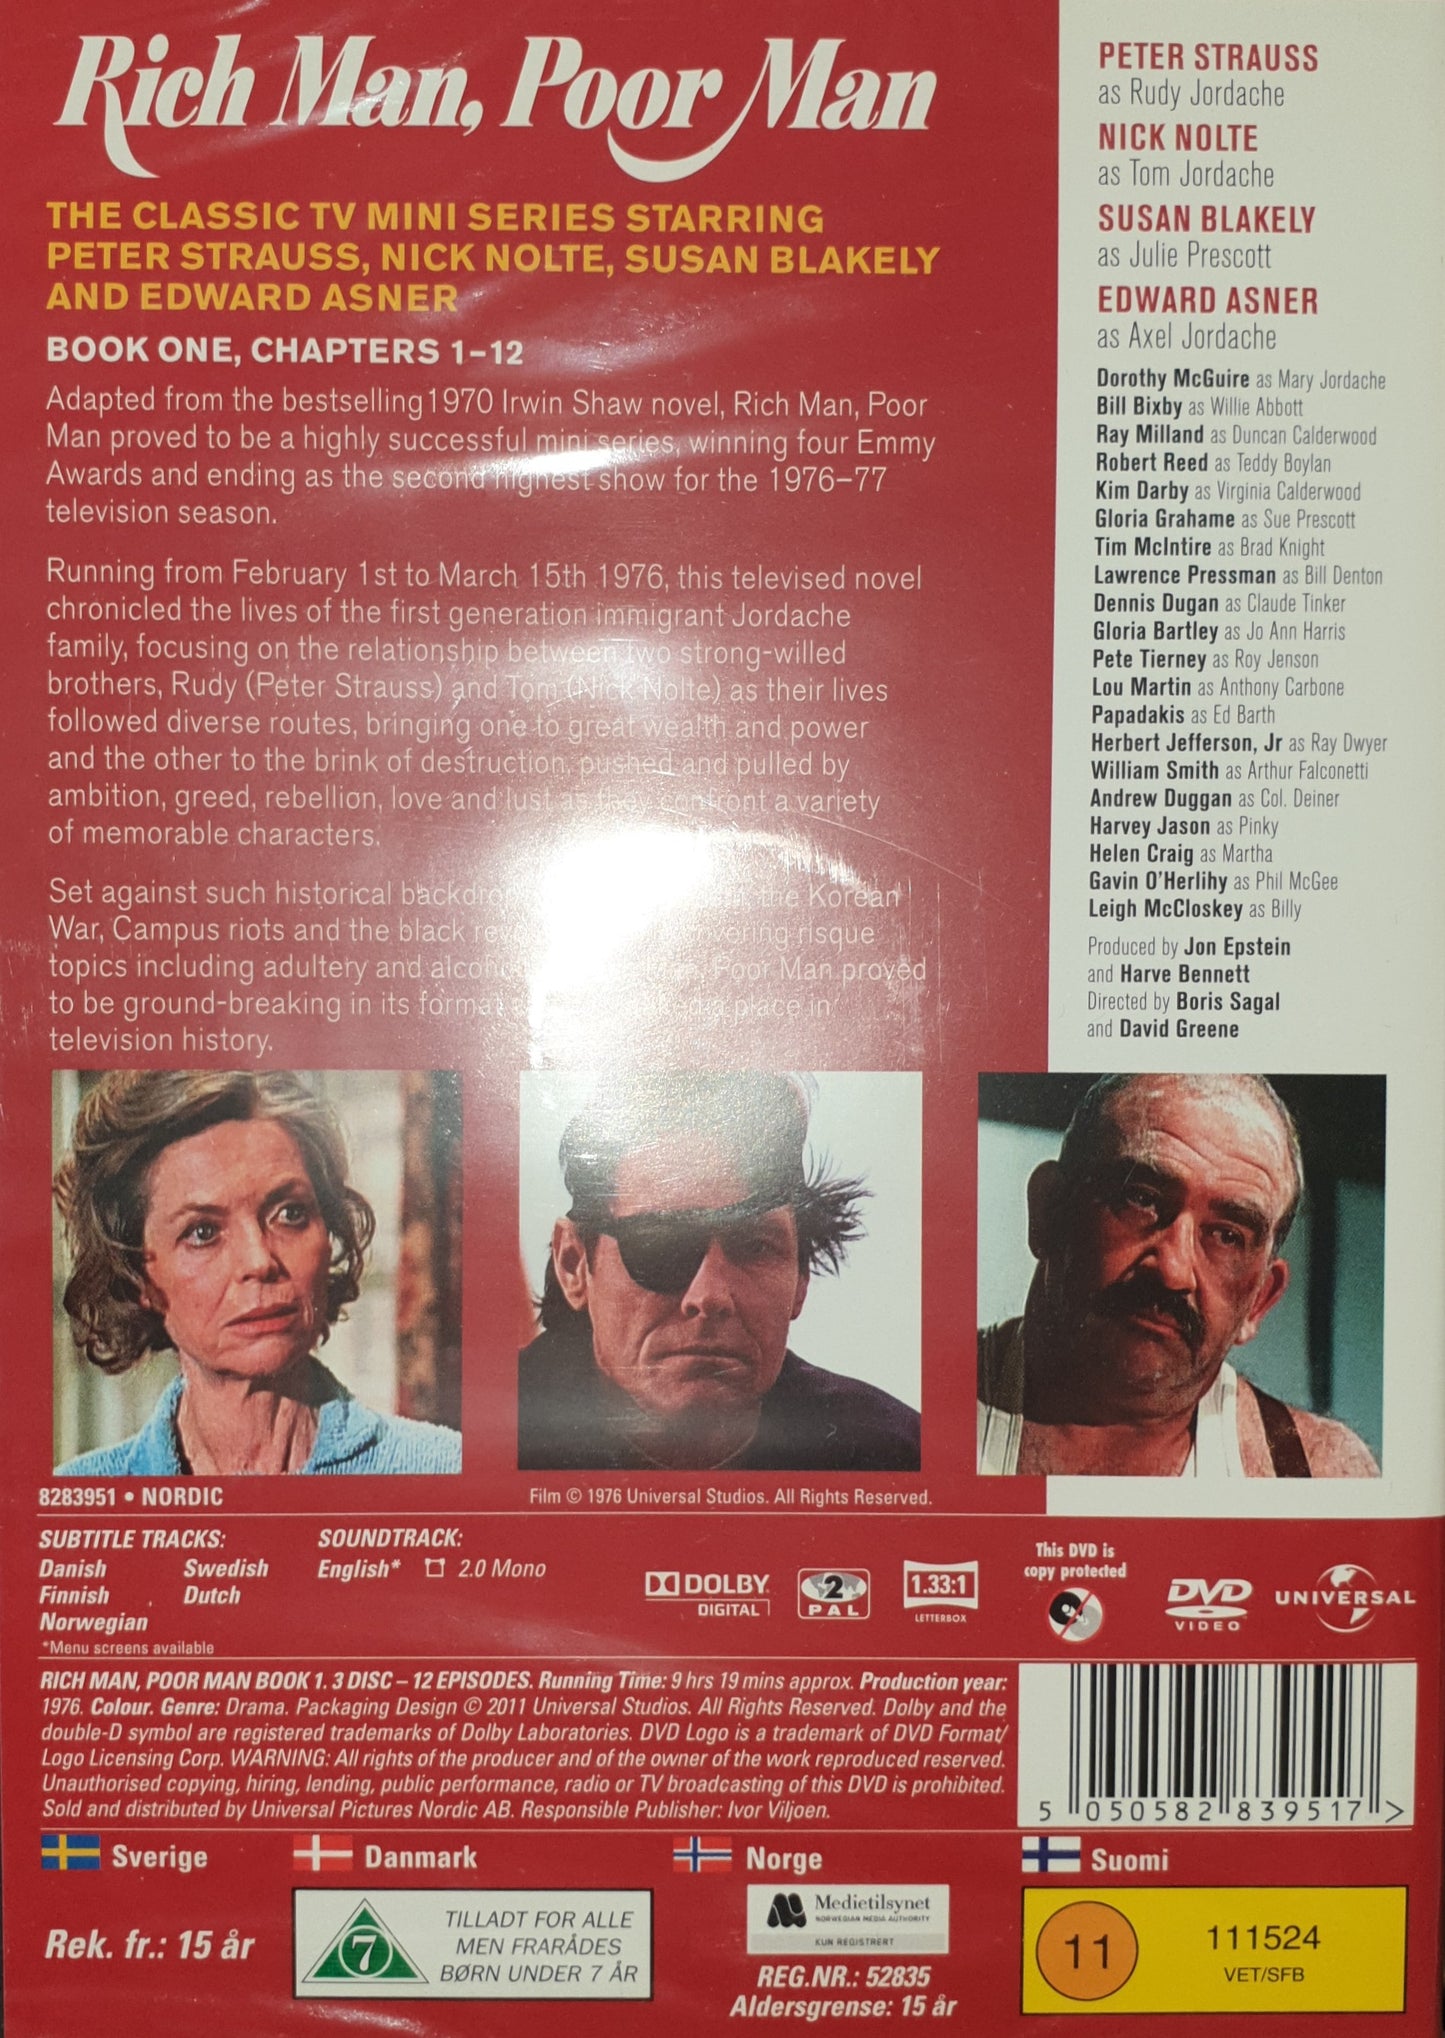 Rich Man, Poor Man
THE CLASSIC TV MINI SERIES STARRING
PETER STRAUSS, NICK NOLTE, SUSAN BLAKELY
AND EDWARD ASNER
BOOK ONE, CHAPTERS 1–12
Adapted from the bestselling 1970 Irwin Shaw novel, Rich Man, Poor
Man proved to be a highly successful mini series, winning four Emmy
Awards and ending as the second highest show for the 1976–77
television season.
Running from February 1st to March 15th 1976, this televised novel
chronicled the lives of the first generation immigrant Jordache
family, focusing on the relationship between two strong-willed
brothers, Rudy (Peter Strauss) and Tom (Nick Nolte) as their lives
followed diverse routes, bringing one to great wealth and power
and the other to the brink of destruction, pushed and pulled by
ambition, greed, rebellion, love and lust as they confront a variety
of memorable characters.
Set against such historical the Korean
War, Campus riots and the black risque
topics including adultery and Poor Man proved
to be ground-breaking in its format place in
television history.
PETER STRAUSS
as Rudy Jordache
NICK NOLTE
as Tom Jordache
SUSAN BLAKELY
as Julie Prescott
EDWARD ASNER
as Axel Jordache
Dorothy McGuire as Mary Jordache
Bill Bixby as Willie Abbott
Ray Milland as Duncan Calderwood
Robert Reed as Teddy Boylan
Kim Darby as Virginia Calderwood
Gloria Grahame as Sue Prescott
Tim McIntire as Brad Knight
Lawrence Pressman as Bill Denton
Dennis Dugan as Claude Tinker
Gloria Bartley as Jo Ann Harris
Pete Tierney as Roy Jenson
Lou Martin as Anthony Carbone
Papadakis as Ed Barth
Herbert Jefferson, Jr as Ray Dwyer
William Smith as Arthur Falconetti
Andrew Duggan as Col. Deiner
Harvey Jason as Pinky
Helen Craig as Martha
Gavin O'Herlihy as Phil McGee
Leigh McCloskey as Billy
Produced by Jon Epstein
and Harve Bennett
Directed by Boris Sagal
and David Greene
8283951 • NORDIC
Film © 1976 Universal Studios. All Rights Reserved.
SUBTITLE TRACKS:
Danish Swedish
Finnish Dutch
Norwegian
*Menu screens available
SOUNDTRACK:
English* 2.0 Mono
DOLBY
DIGITAL
2
PAL
1.33:1
LETTERBOX
This DVD is
copy protected
DVD
VIDEO
UNIVERSAL
RICH MAN, POOR MAN BOOK 1. 3 DISC – 12 EPISODES. Running Time: 9 hrs 19 mins approx. Production year:
1976. Colour. Genre: Drama. Packaging Design © 2011 Universal Studios. All Rights Reserved. Dolby and the
double-D symbol are registered trademarks of Dolby Laboratories. DVD Logo is a trademark of DVD Format/
Logo Licensing Corp. WARNING: All rights of the producer and of the owner of the work reproduced reserved.
Unauthorised copying, hiring, lending, public performance, radio or TV broadcasting of this DVD is prohibited.
Sold and distributed by Universal Pictures Nordic AB. Responsible Publisher: Ivor Viljoen.
5 050582 839517 >
Sverige
Rek. fr.: 15 år
Danmark
7
TILLADT FOR ALLE
MEN FRARÅDES
BØRN UNDER 7 ÅR
Norge
Medietilsynet
NORWEGIAN MEDIA AUTHORITY
KUN REGISTRERT
REG.NR.: 52835
Aldersgrense: 15 år
Suomi
11
111524
VET/SFB